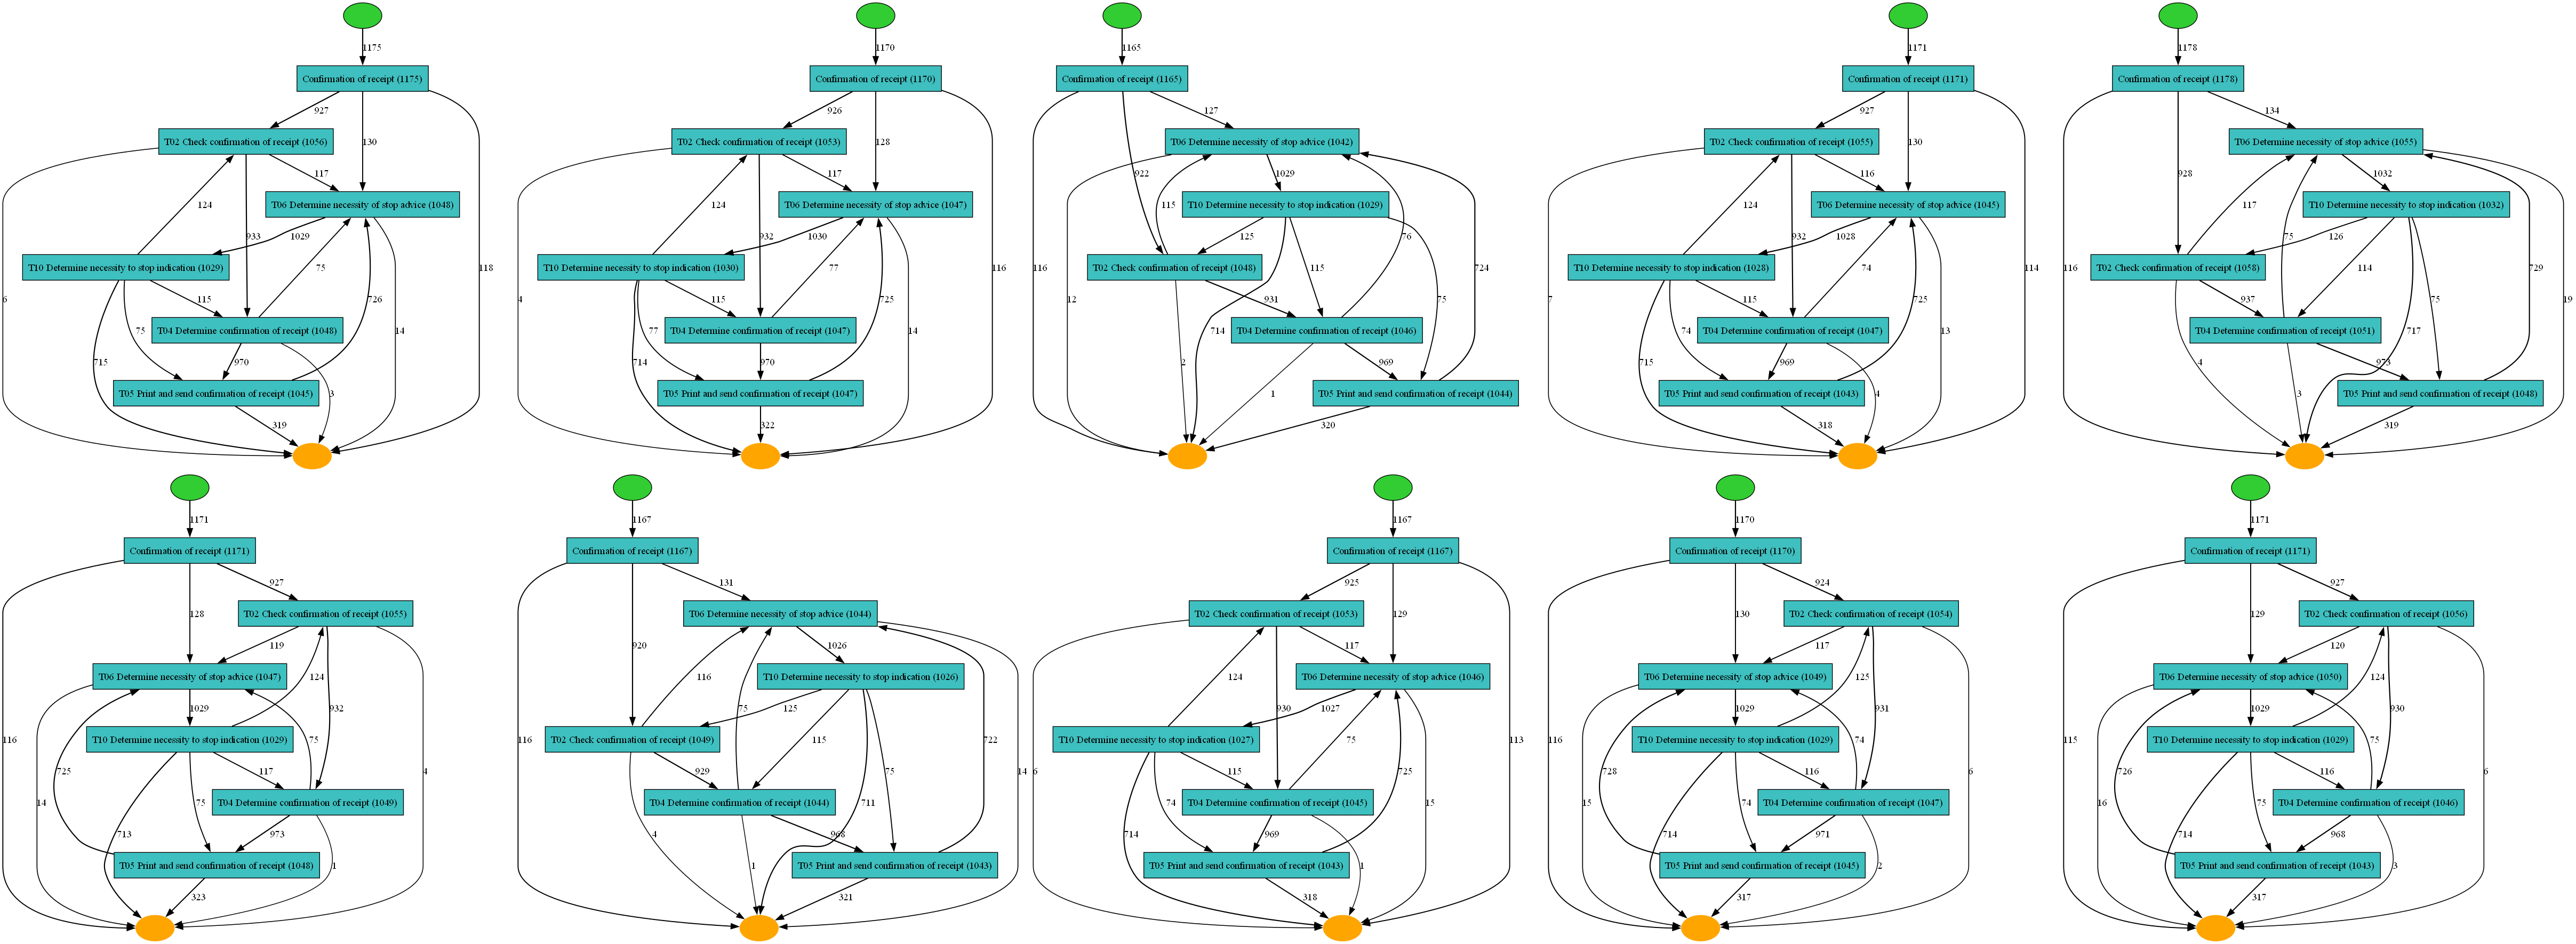 1175
Confirmation of receipt (1175)
927
T02 Check confirmation of receipt (1056)
117
130
T06 Determine necessity of stop advice (1048)
124
1029
933
118
6
T10 Determine necessity to stop indication (1029)
115
75
T04 Determine confirmation of receipt (1048)
75
726
14
715
970
3
T05 Print and send confirmation of receipt (1045)
319
1170
Confirmation of receipt (1170)
926
T02 Check confirmation of receipt (1053)
117
128
T06 Determine necessity of stop advice (1047)
124
1030
932
116
4
T10 Determine necessity to stop indication (1030)
115
77
T04 Determine confirmation of receipt (1047)
77
725
14
714
970
T05 Print and send confirmation of receipt (1047)
322
1165
Confirmation of receipt (1165)
127
T06 Determine necessity of stop advice (1042)
922
115
1029
T10 Determine necessity to stop indication (1029)
76
125
116
12
T02 Check confirmation of receipt (1048)
115
724
714
75
931
T04 Determine confirmation of receipt (1046)
2
1
969
T05 Print and send confirmation of receipt (1044)
320
1171
Confirmation of receipt (1171)
927
T02 Check confirmation of receipt (1055)
116
130
T06 Determine necessity of stop advice (1045)
124
1028
932
114
7
T10 Determine necessity to stop indication (1028)
115
74
T04 Determine confirmation of receipt (1047)
74
725
13
715
969
4
T05 Print and send confirmation of receipt (1043)
318
1178
Confirmation of receipt (1178)
134
T06 Determine necessity of stop advice (1055)
928
117
1032
T10 Determine necessity to stop indication (1032)
75
126
116
T02 Check confirmation of receipt (1058)
114
729
19
717
75
937
T04 Determine confirmation of receipt (1051)
4
3
973
T05 Print and send confirmation of receipt (1048)
319
1171
Confirmation of receipt (1171)
927
T02 Check confirmation of receipt (1055)
128
119
T06 Determine necessity of stop advice (1047)
124
932
1029
116
T10 Determine necessity to stop indication (1029)
75
4
725
14
117
75
T04 Determine confirmation of receipt (1049)
713
973
1
T05 Print and send confirmation of receipt (1048)
323
1167
Confirmation of receipt (1167)
131
T06 Determine necessity of stop advice (1044)
920
116
1026
T10 Determine necessity to stop indication (1026)
75
125
116
T02 Check confirmation of receipt (1049)
115
722
14
711
75
929
T04 Determine confirmation of receipt (1044)
4
1
968
T05 Print and send confirmation of receipt (1043)
321
1167
Confirmation of receipt (1167)
925
T02 Check confirmation of receipt (1053)
117
129
T06 Determine necessity of stop advice (1046)
124
1027
930
113
6
T10 Determine necessity to stop indication (1027)
115
74
T04 Determine confirmation of receipt (1045)
75
725
15
714
969
1
T05 Print and send confirmation of receipt (1043)
318
1170
Confirmation of receipt (1170)
924
T02 Check confirmation of receipt (1054)
130
117
T06 Determine necessity of stop advice (1049)
125
931
1029
116
T10 Determine necessity to stop indication (1029)
74
6
728
15
116
74
T04 Determine confirmation of receipt (1047)
714
971
2
T05 Print and send confirmation of receipt (1045)
317
1171
Confirmation of receipt (1171)
927
T02 Check confirmation of receipt (1056)
129
120
T06 Determine necessity of stop advice (1050)
124
930
1029
115
T10 Determine necessity to stop indication (1029)
75
6
726
16
116
75
T04 Determine confirmation of receipt (1046)
714
968
3
T05 Print and send confirmation of receipt (1043)
317